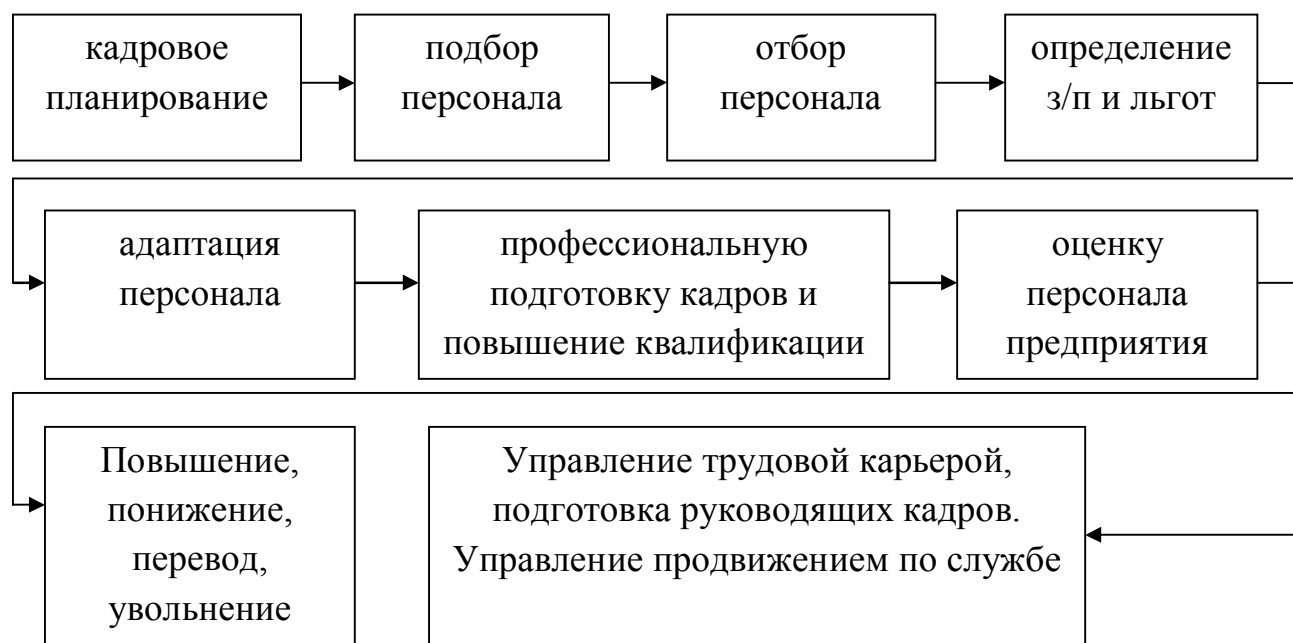 кадровое
планирование
подбор
персонала
отбор
персонала
определение
з/п и льгот
адаптация
персонала
профессиональную
подготовку кадров и
повышение квалификации
оценку
персонала
предприятия
Повышение,
понижение,
перевод,
увольнение
Управление трудовой карьерой,
подготовка руководящих кадров.
Управление продвижением по службе